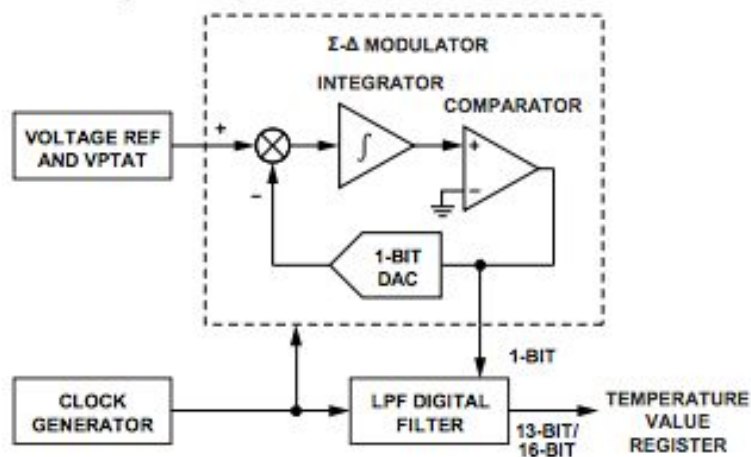 Σ-Δ MODULATOR
INTEGRATOR
COMPARATOR
VOLTAGE REF
AND VPTAT
+
−
∫
+
−
1-BIT
DAC
1-BIT
CLOCK
GENERATOR
LPF DIGITAL
FILTER
13-BIT/
16-BIT
TEMPERATURE
VALUE
REGISTER